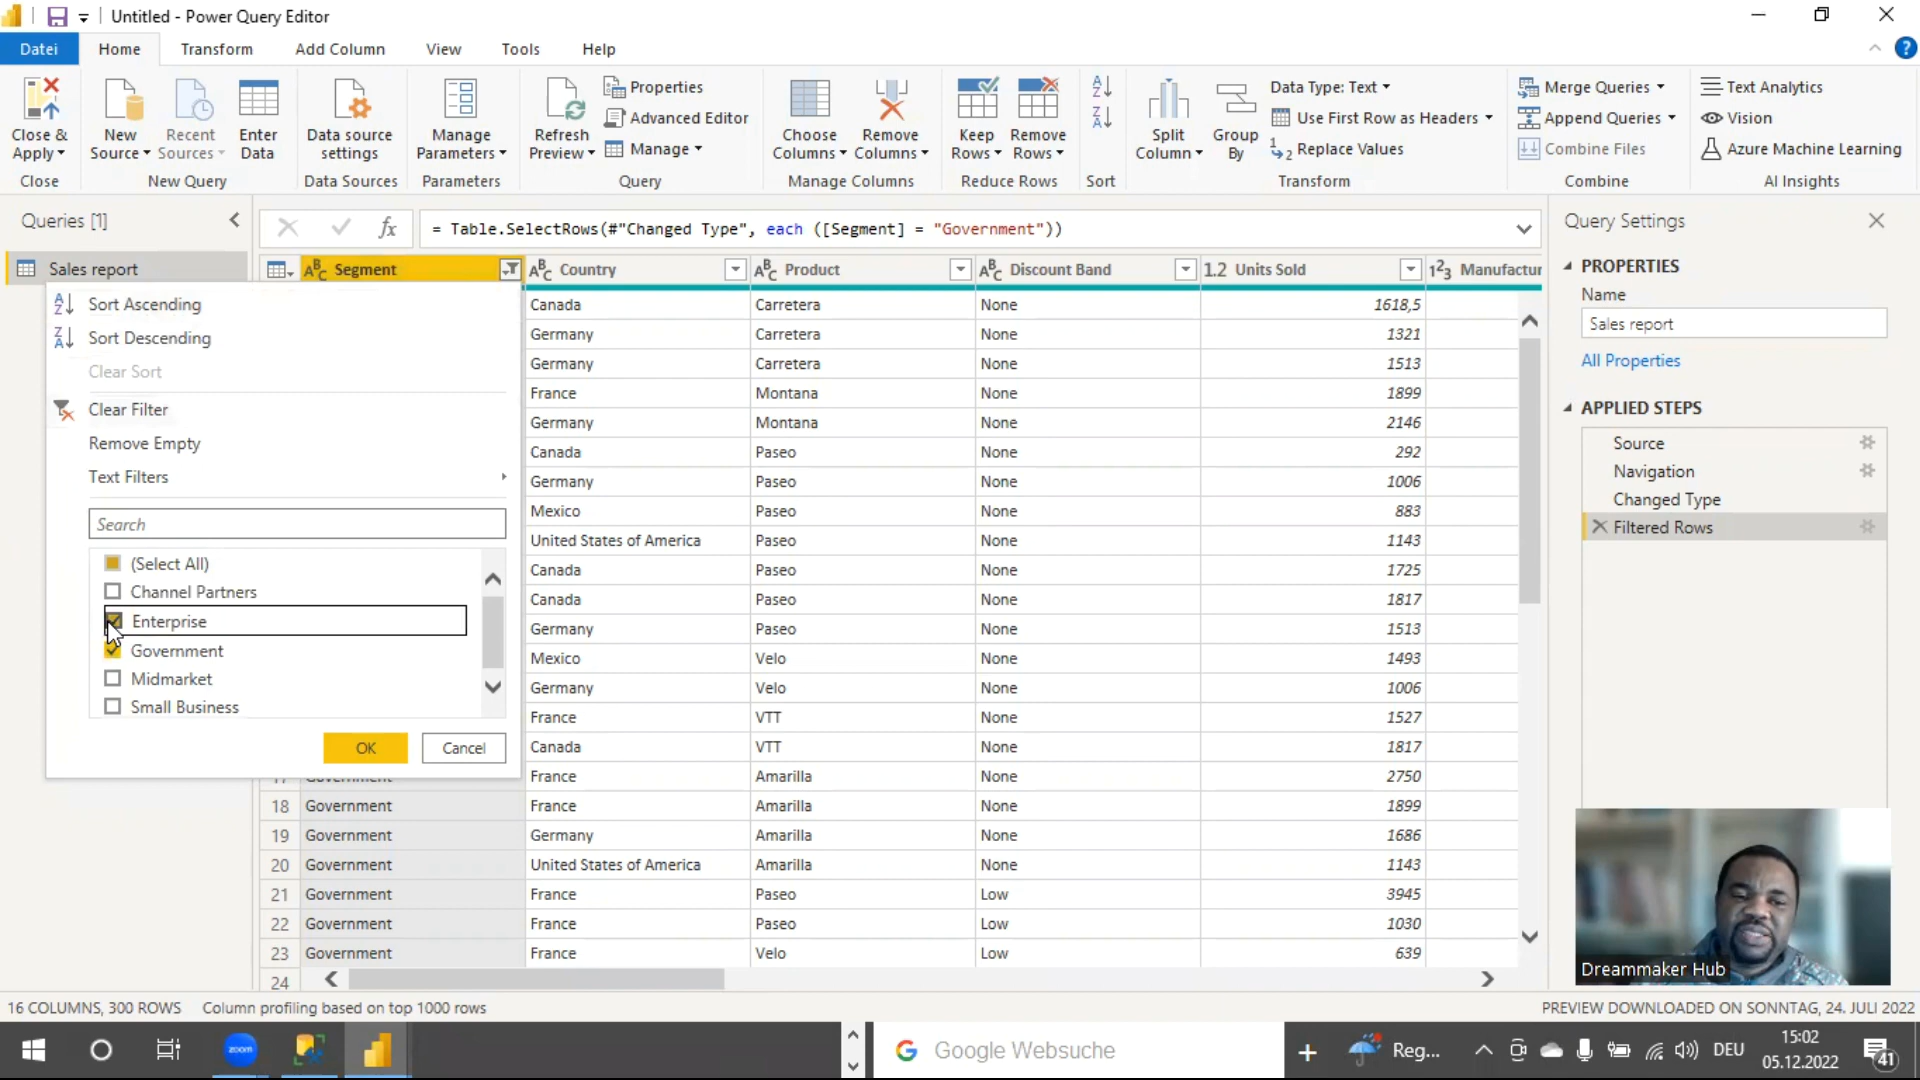 Untitled - Power Query Editor
Datei Home Transform Add Column View Tools Help
Close & Apply
New Source
Recent Sources
Enter Data
Data source settings
Manage Parameters
Refresh Preview
Properties
Advanced Editor
Manage
Choose Columns
Remove Columns
Keep Rows
Remove Rows
Split Column
Group By
Data Type: Text
Use First Row as Headers
Replace Values
Merge Queries
Append Queries
Combine Files
Text Analytics
Vision
Azure Machine Learning
Close New Query Data Sources Parameters Query Manage Columns Reduce Rows Sort Transform Combine AI Insights
Queries [1]
= Table.SelectRows(#"Changed Type", each ([Segment] = "Government"))
Sales report
Segment Country Product Discount Band 1.2 Units Sold Manufactur
Sort Ascending
Sort Descending
Clear Sort
Clear Filter
Remove Empty
Text Filters
Search
(Select All)
Channel Partners
Enterprise
Government
Midmarket
Small Business
OK Cancel
Canada Carretera None 1618,5
Germany Carretera None 1321
Germany Carretera None 1513
France Montana None 1899
Germany Montana None 2146
Canada Paseo None 292
Germany Paseo None 1006
Mexico Paseo None 883
United States of America Paseo None 1143
Canada Paseo None 1725
Canada Paseo None 1817
Germany Paseo None 1513
Mexico Velo None 1493
Germany Velo None 1006
France VTT None 1527
Canada VTT None 1817
17 Government France Amarilla None 2750
18 Government France Amarilla None 1899
19 Government Germany Amarilla None 1686
20 Government United States of America Amarilla None 1143
21 Government France Paseo Low 3945
22 Government France Paseo Low 1030
23 Government France Velo Low 639
24
Query Settings
PROPERTIES
Name
Sales report
All Properties
APPLIED STEPS
Source
Navigation
Changed Type
Filtered Rows
Dreammaker Hub
16 COLUMNS, 300 ROWS Column profiling based on top 1000 rows
PREVIEW DOWNLOADED ON SONNTAG, 24. JULI 2022
zoom
Google Websuche
Reg...
DEU
15:02
05.12.2022
41